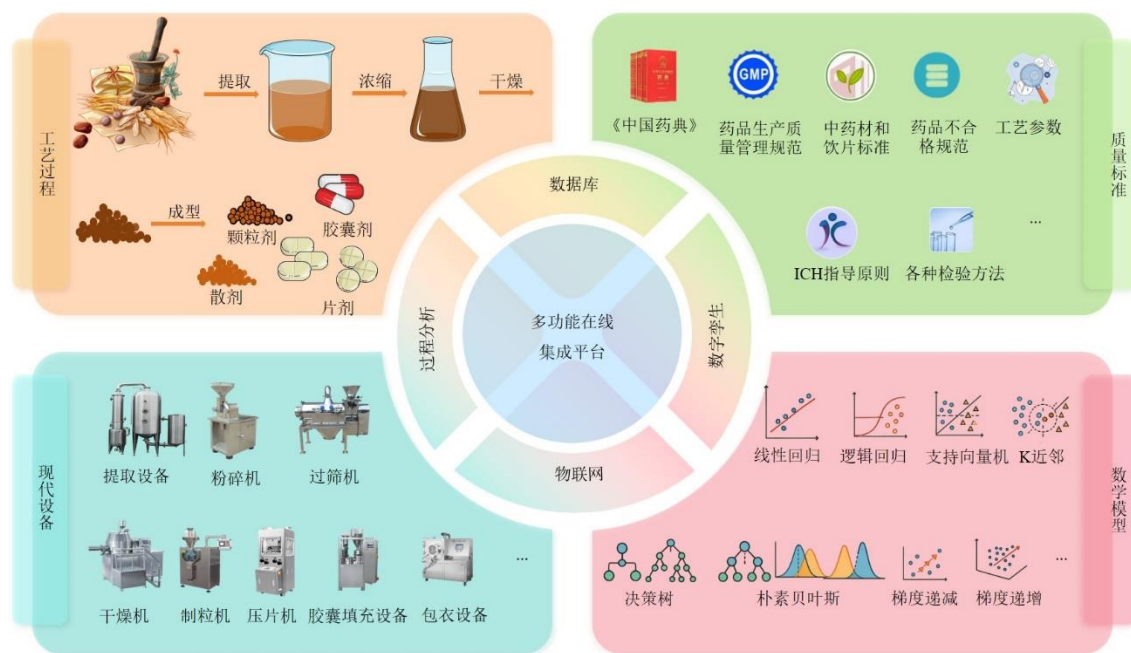 工艺过程
提取
浓缩
干燥
成型
颗粒剂
胶囊剂
散剂
片剂
《中国药典》
GMP
药品生产质
量管理规范
中药材和
饮片标准
药品不合
格规范
工艺参数
ICH指导原则
各种检验方法
...
质量标准
数据库
过程分析
多功能在线
集成平台
数字孪生
物联网
现代设备
提取设备
粉碎机
过筛机
干燥机
制粒机
压片机
胶囊填充设备
包衣设备
...
线性回归
逻辑回归
支持向量机
K近邻
决策树
朴素贝叶斯
梯度递减
梯度递增
...
数学模型